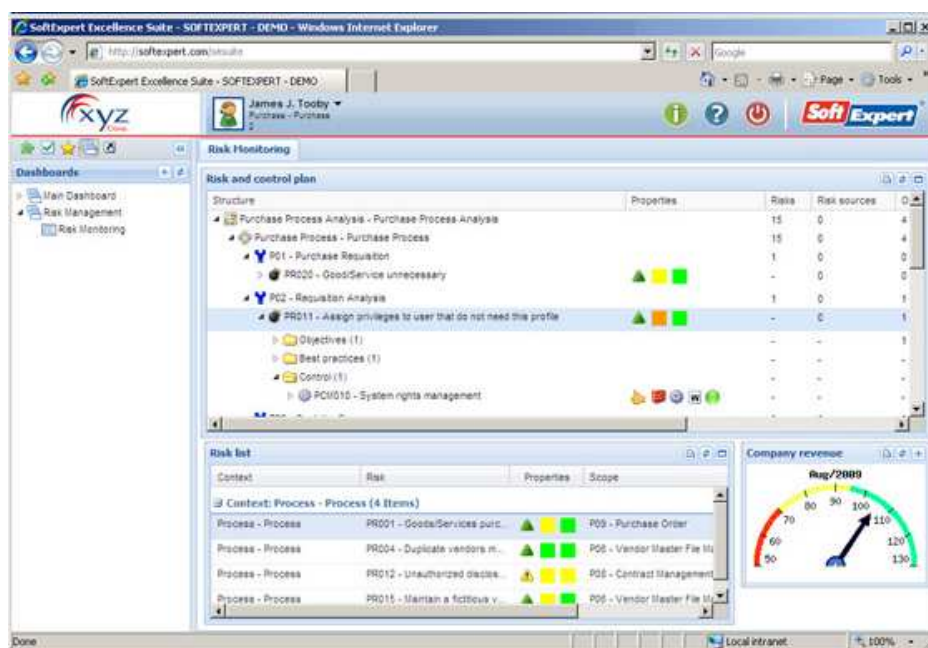 SoftExpert Excellence Suite - SOFTEXPERT - DEMO - Windows Internet Explorer
http://softexpert.com/
Google
SoftExpert Excellence Suite - SOFTEXPERT - DEMO
Page
Tools
xyz
James J. Tooby
Purchase - Purchase
2
SoftExpert
Risk Monitoring
Dashboards
Main Dashboard
Risk Management
Risk Monitoring
Risk and control plan
Structure Properties Risks Risk sources
Purchase Process Analysis - Purchase Process Analysis 15 0 4
Purchase Process - Purchase Process 15 0 4
P01 - Purchase Requisition 1 0 0
PR020 - Good/Service unnecessary - 0 0
P02 - Requisition Analysis 1 0 1
PR011 - Assign privileges to user that do not need this profile - 0 1
Objectives (1) - - 1
Best practices (1) - - -
Control (1) - - -
PCM010 - System rights management - - -
Risk list
Context Risk Properties Scope
Context: Process - Process (4 Items)
Process - Process PR001 - Goods/Services purc... P09 - Purchase Order
Process - Process PR004 - Duplicate vendors m... P06 - Vendor Master File Ma
Process - Process PR012 - Unauthorized disclos... P08 - Contract Management
Process - Process PR015 - Maintain a fictitious v... P06 - Vendor Master File Ma
Company revenue
Aug/2009
50 60 70 80 90 100 110 120 130
Done
Local intranet
100%